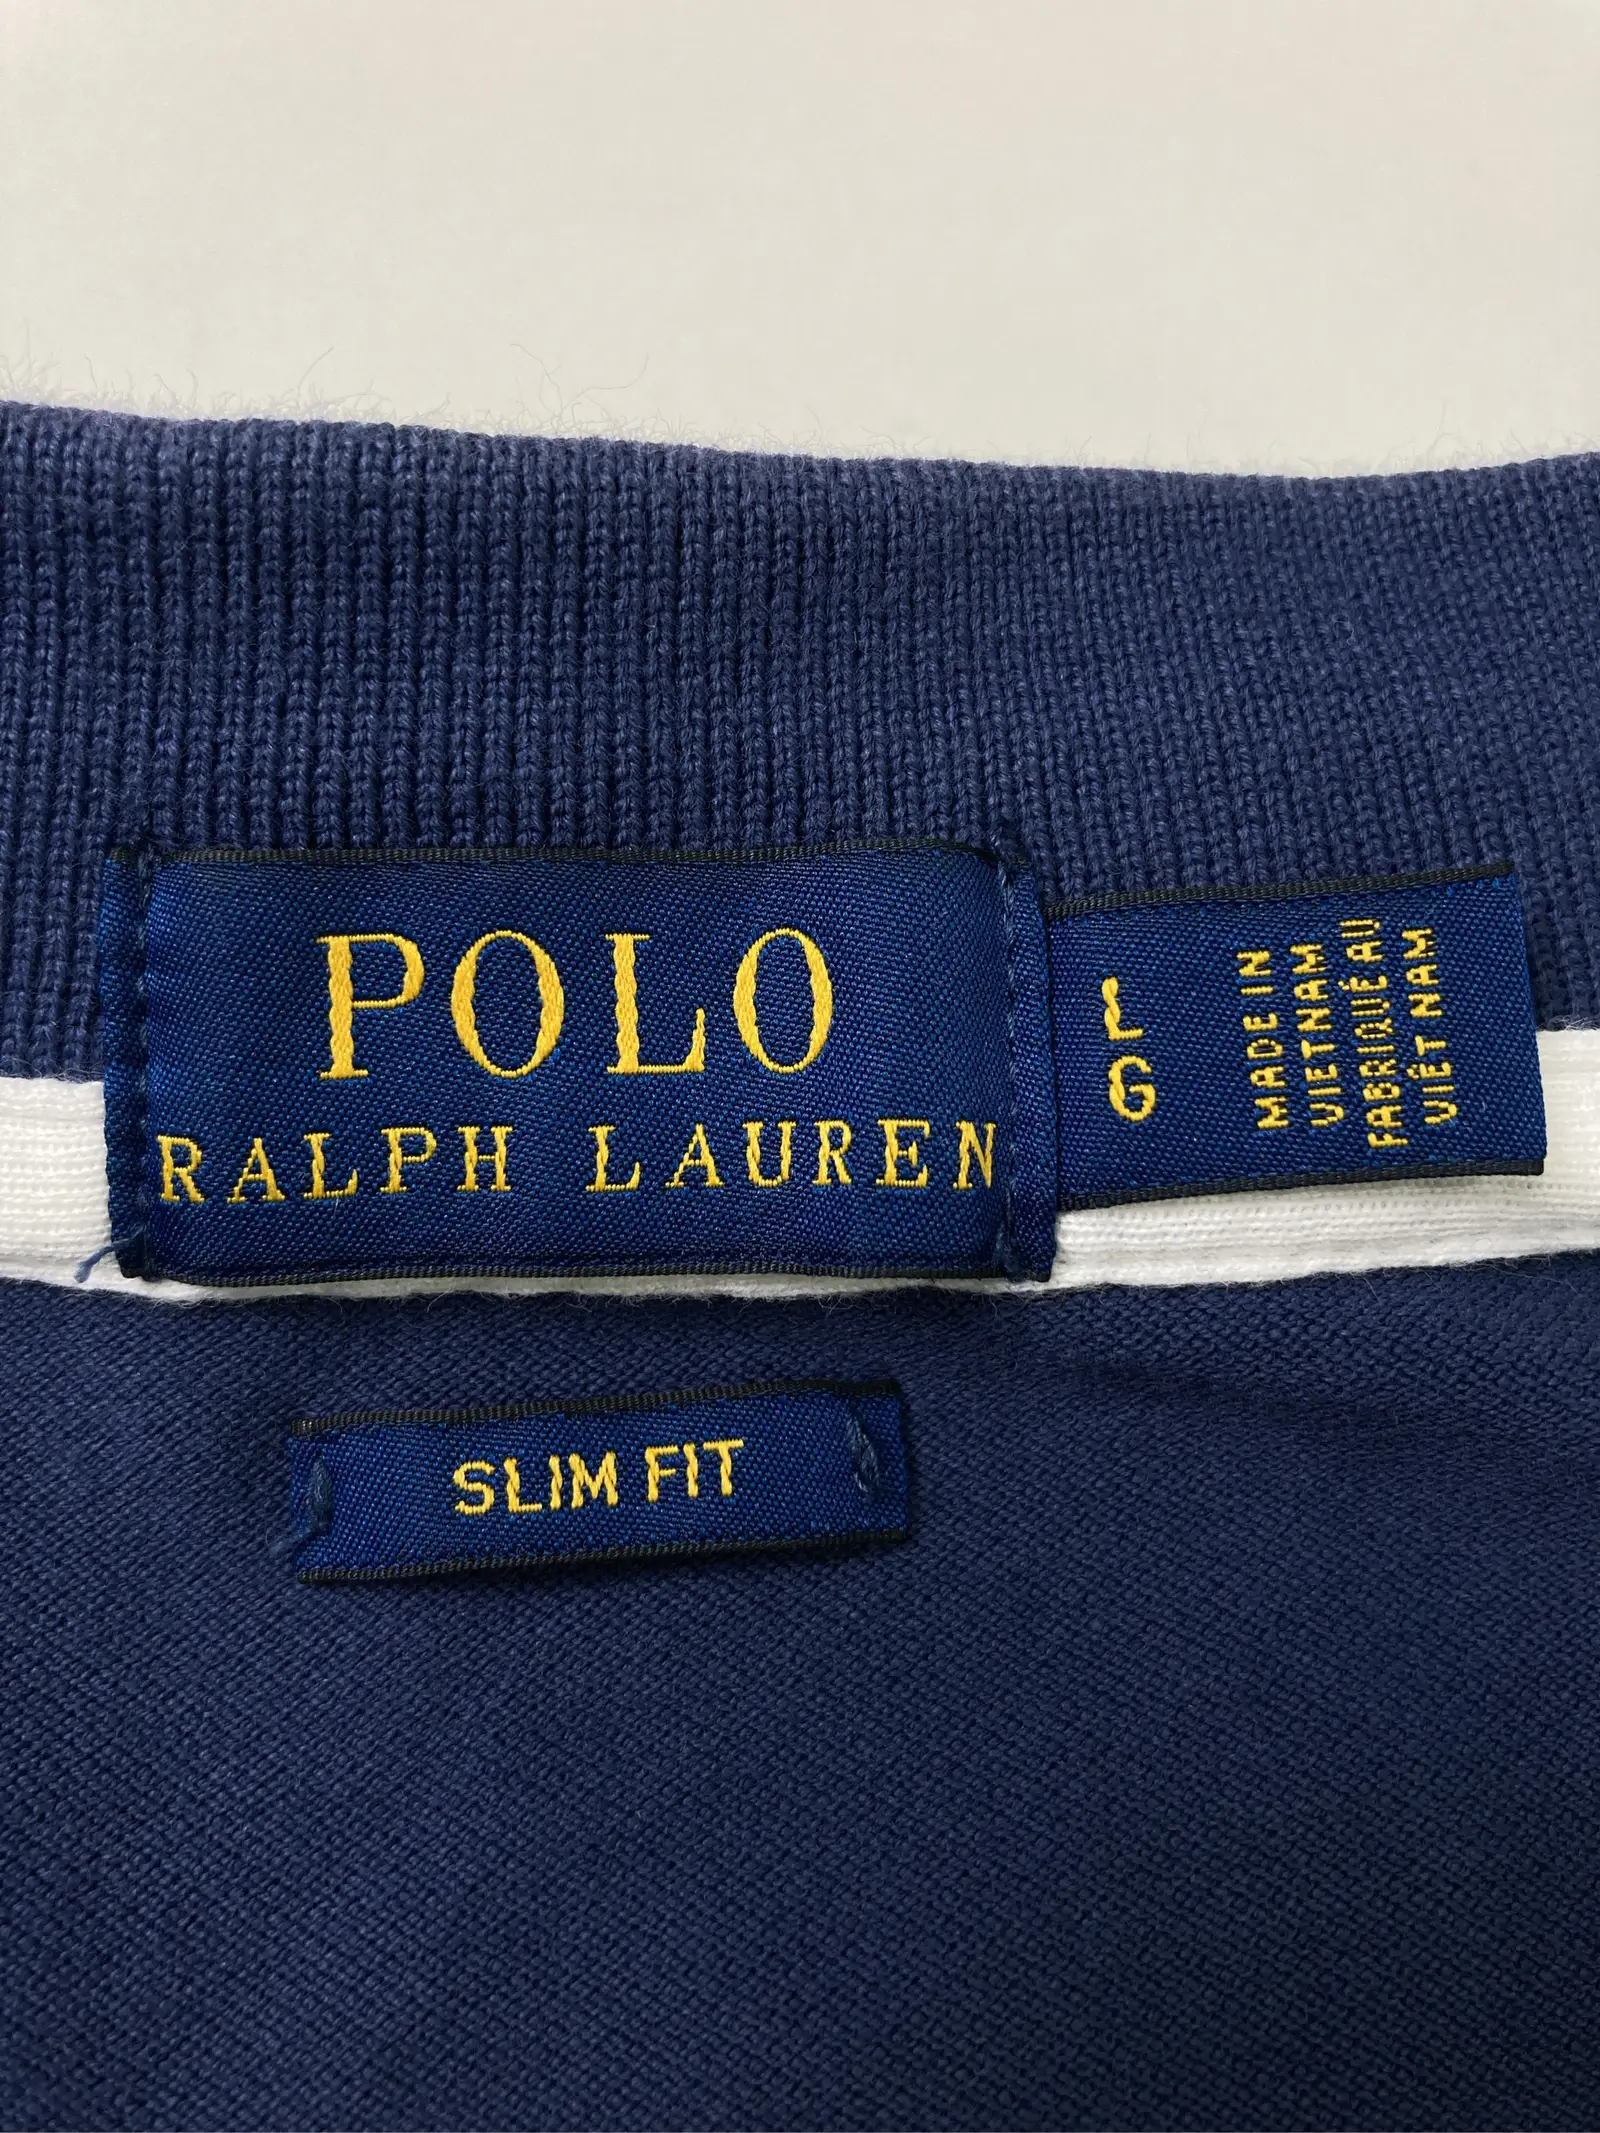 POLO
RALPH LAUREN
L
G
MADE IN
VIETNAM
FABRIQUÉ AU
VIÊT NAM
SLIM FIT